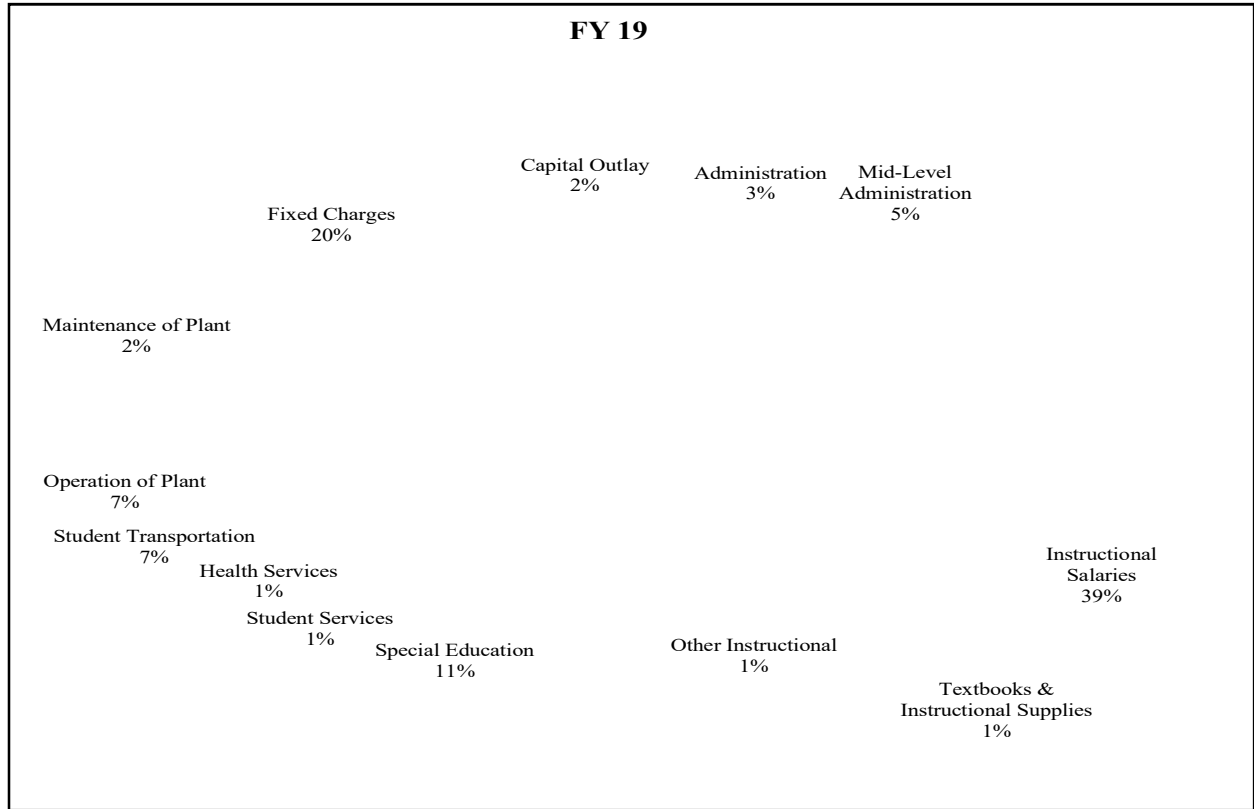 FY 19
Capital Outlay
2%
Administration
3%
Mid-Level
Administration
5%
Fixed Charges
20%
Maintenance of Plant
2%
Operation of Plant
7%
Student Transportation
7%
Health Services
1%
Student Services
1%
Special Education
11%
Other Instructional
1%
Textbooks &
Instructional Supplies
1%
Instructional
Salaries
39%